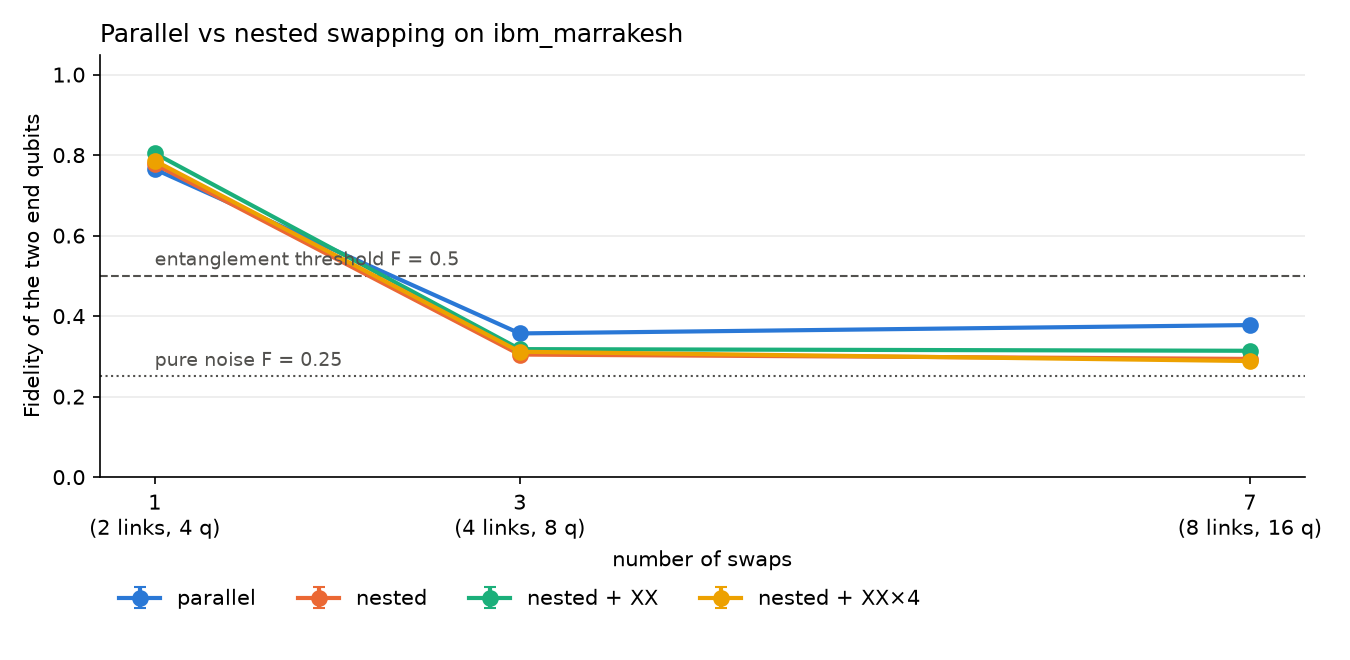 Parallel vs nested swapping on ibm_marrakesh
Fidelity of the two end qubits
1.0
0.8
0.6
0.4
0.2
0.0
entanglement threshold F = 0.5
pure noise F = 0.25
1
(2 links, 4 q)
3
(4 links, 8 q)
7
(8 links, 16 q)
number of swaps
parallel
nested
nested + XX
nested + XX×4